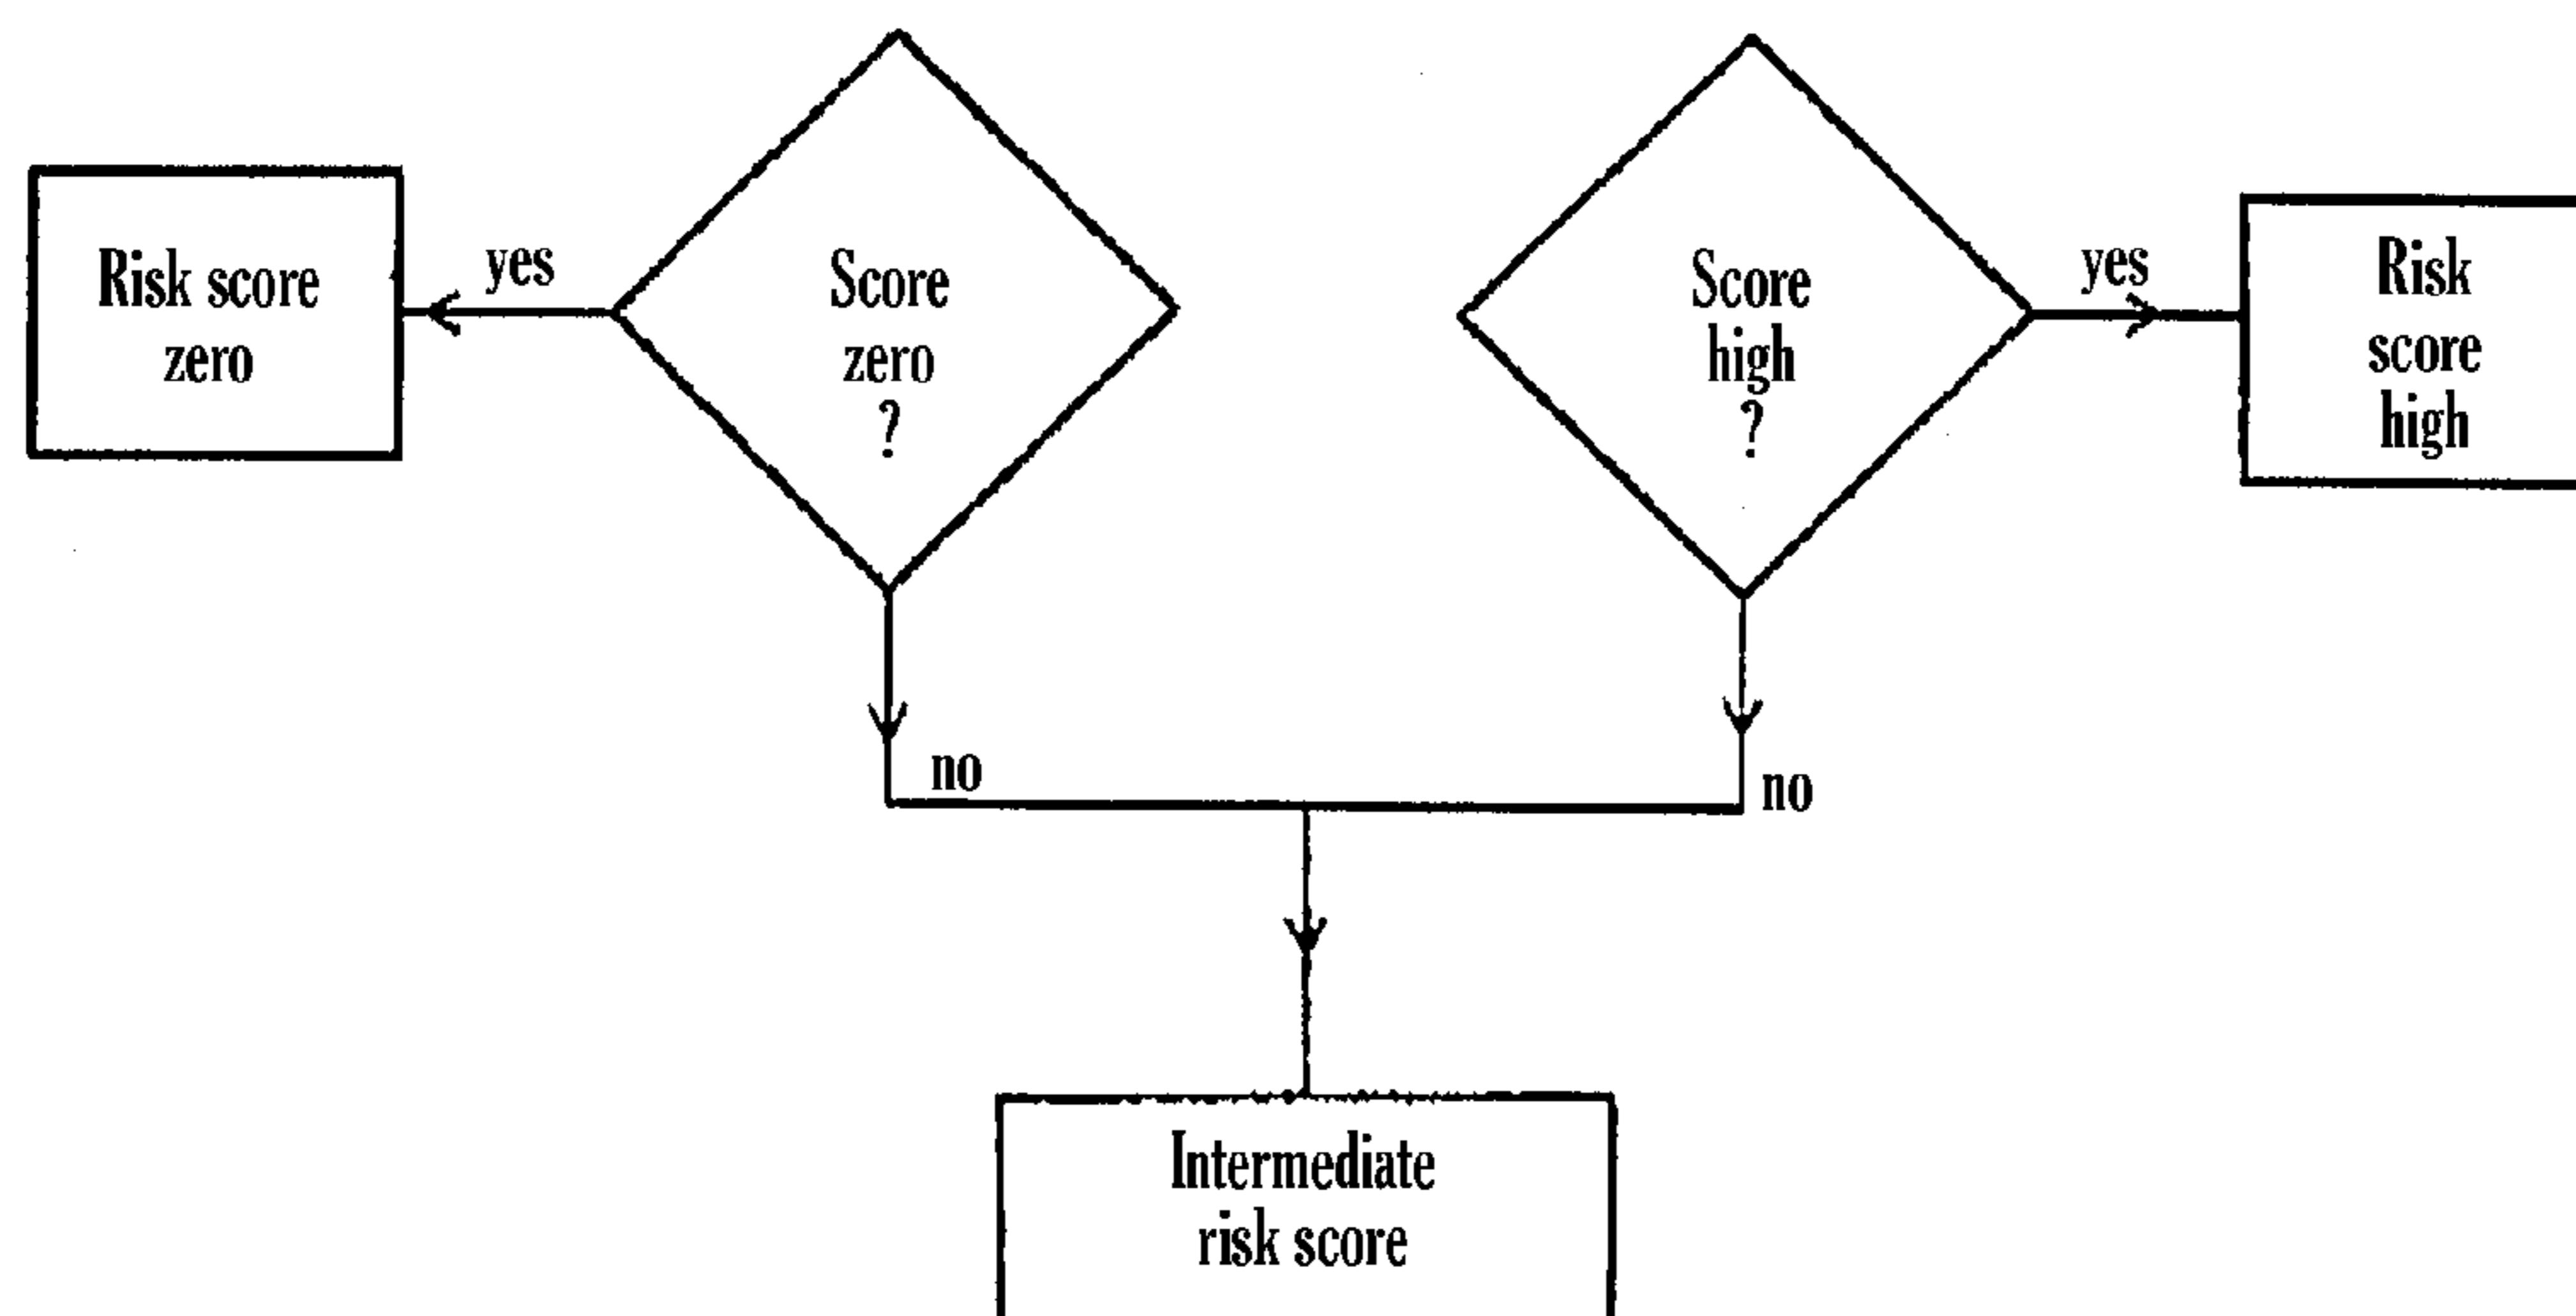 Risk score
zero
yes
Score
zero
?
Score
high
?
yes
Risk
score
high
no
no
Intermediate
risk score